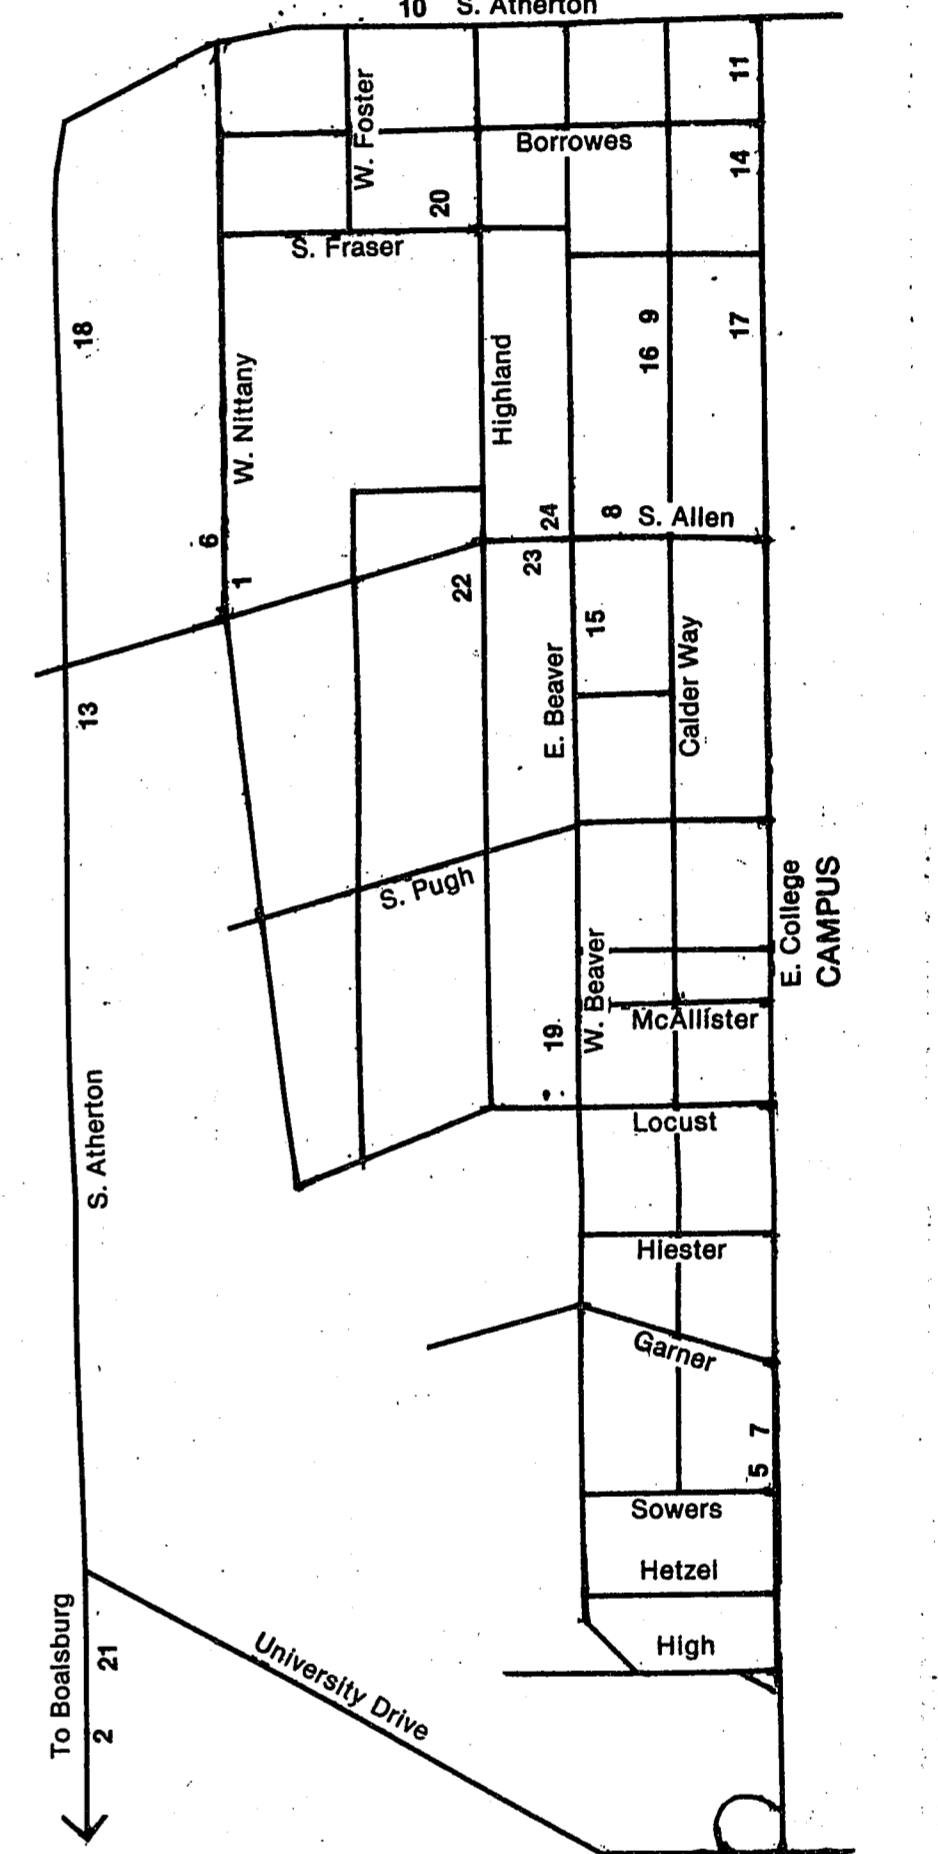 10 S. Atherton
11
W. Foster
Borrowes
14
20
S. Fraser
18
9
16
17
W. Nittany
Highland
24
8
S. Allen
6
1
23
22
15
E. Beaver
Calder Way
13
S. Pugh
E. College
CAMPUS
W. Beaver
19
McAllister
S. Atherton
Locust
Hiester
Garner
7
5
Sowers
Hetzel
High
To Boalsburg
21
2
University Drive